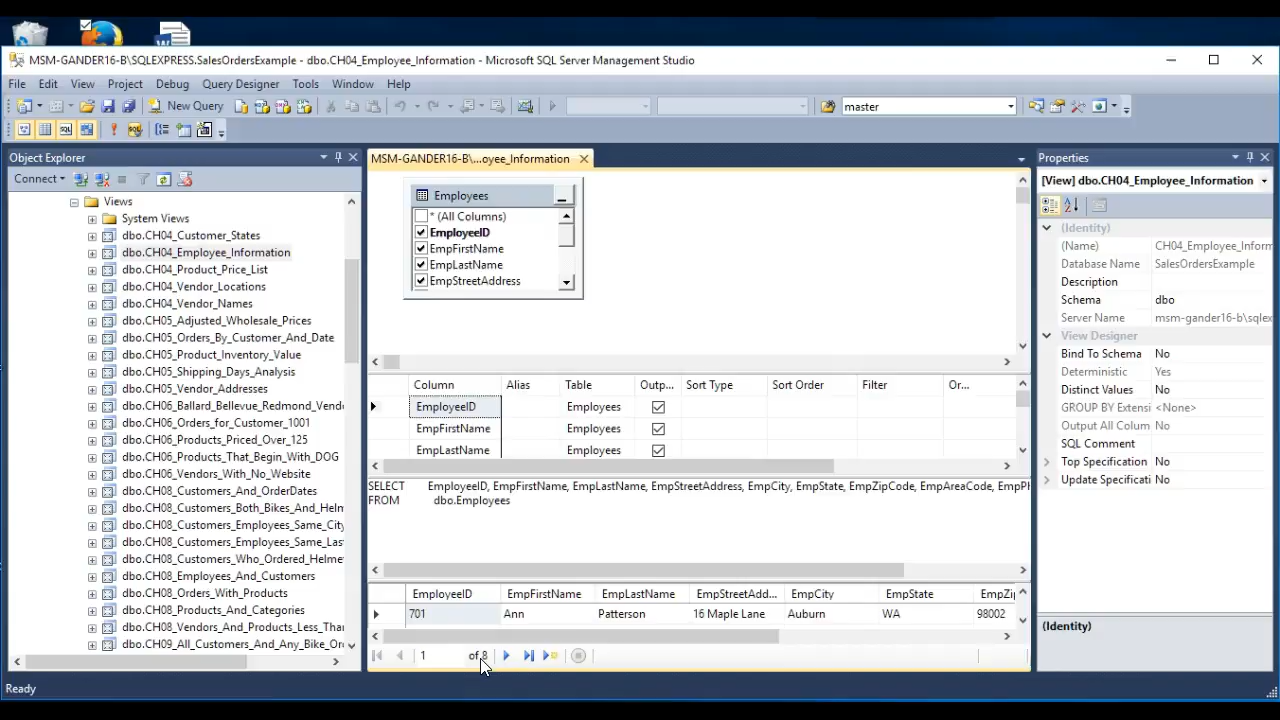 MSM-GANDER16-B\SQLEXPRESS.SalesOrdersExample - dbo.CH04_Employee_Information - Microsoft SQL Server Management Studio
File Edit View Project Debug Query Designer Tools Window Help
New Query master
Object Explorer
Connect
Views
System Views
dbo.CH04_Customer_States
dbo.CH04_Employee_Information
dbo.CH04_Product_Price_List
dbo.CH04_Vendor_Locations
dbo.CH04_Vendor_Names
dbo.CH05_Adjusted_Wholesale_Prices
dbo.CH05_Orders_By_Customer_And_Date
dbo.CH05_Product_Inventory_Value
dbo.CH05_Shipping_Days_Analysis
dbo.CH05_Vendor_Addresses
dbo.CH06_Ballard_Bellevue_Redmond_Vend
dbo.CH06_Orders_for_Customer_1001
dbo.CH06_Products_Priced_Over_125
dbo.CH06_Products_That_Begin_With_DOG
dbo.CH06_Vendors_With_No_Website
dbo.CH08_Customers_And_OrderDates
dbo.CH08_Customers_Both_Bikes_And_Helm
dbo.CH08_Customers_Employees_Same_City
dbo.CH08_Customers_Employees_Same_Las
dbo.CH08_Customers_Who_Ordered_Helme
dbo.CH08_Employees_And_Customers
dbo.CH08_Orders_With_Products
dbo.CH08_Products_And_Categories
dbo.CH08_Vendors_And_Products_Less_Tha
dbo.CH09_All_Customers_And_Any_Bike_Or
MSM-GANDER16-B\...oyee_Information
Employees
* (All Columns)
EmployeeID
EmpFirstName
EmpLastName
EmpStreetAddress
Column Alias Table Outp... Sort Type Sort Order Filter Or...
EmployeeID Employees
EmpFirstName Employees
EmpLastName Employees
SELECT EmployeeID, EmpFirstName, EmpLastName, EmpStreetAddress, EmpCity, EmpState, EmpZipCode, EmpAreaCode, EmpPh
FROM dbo.Employees
EmployeeID EmpFirstName EmpLastName EmpStreetAdd... EmpCity EmpState EmpZip
701 Ann Patterson 16 Maple Lane Auburn WA 98002
1 of 8
Properties
[View] dbo.CH04_Employee_Information
(Identity)
(Name) CH04_Employee_Inform
Database Name SalesOrdersExample
Description
Schema dbo
Server Name msm-gander16-b\sqlex
View Designer
Bind To Schema No
Deterministic Yes
Distinct Values No
GROUP BY Extensi <None>
Output All Colum No
SQL Comment
Top Specification No
Update Specificati No
(Identity)
Ready